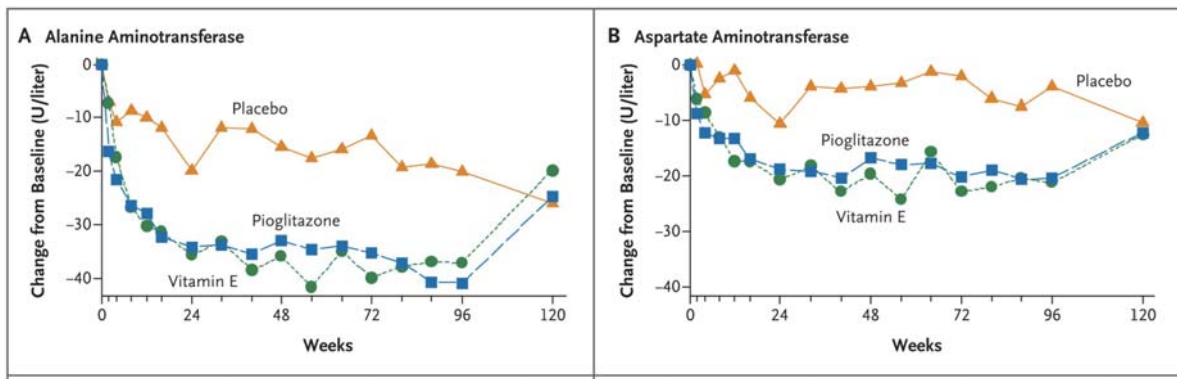 A Alanine Aminotransferase
Change from Baseline (U/liter)
0
−10
−20
−30
−40
Placebo
Pioglitazone
Vitamin E
0 24 48 72 96 120
Weeks
B Aspartate Aminotransferase
Change from Baseline (U/liter)
0
−10
−20
−30
−40
Placebo
Pioglitazone
Vitamin E
0 24 48 72 96 120
Weeks